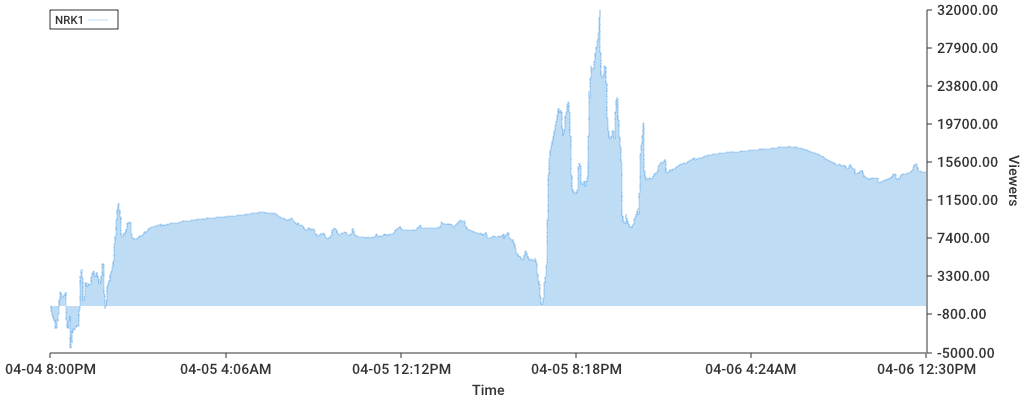 NRK1
32000.00
27900.00
23800.00
19700.00
15600.00
11500.00
7400.00
3300.00
-800.00
-5000.00
Viewers
04-04 8:00PM
04-05 4:06AM
04-05 12:12PM
04-05 8:18PM
04-06 4:24AM
04-06 12:30PM
Time